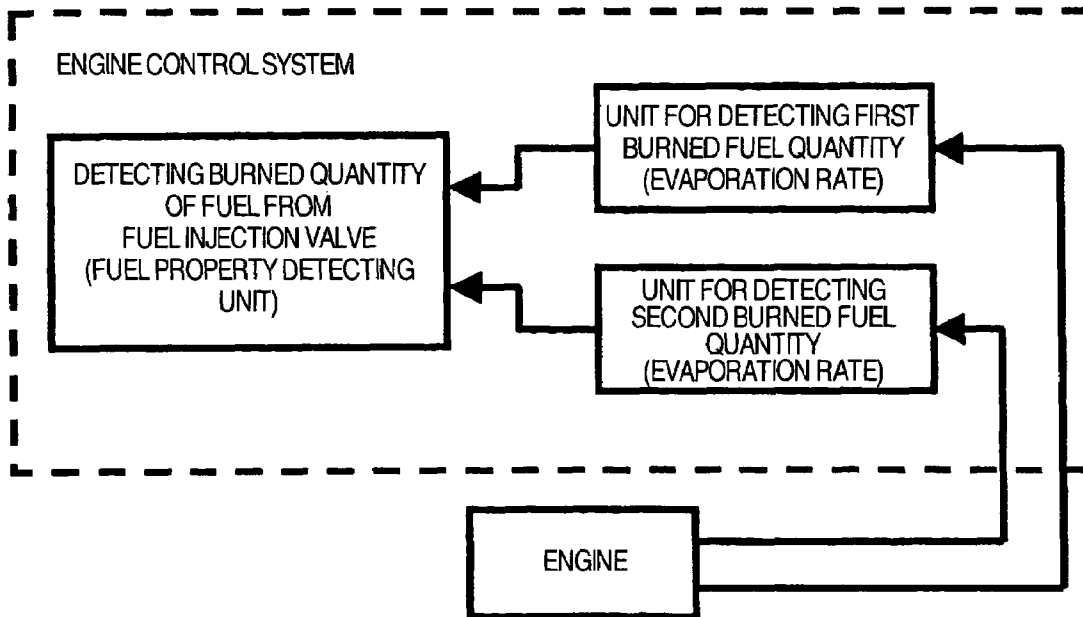 ENGINE CONTROL SYSTEM
DETECTING BURNED QUANTITY
OF FUEL FROM
FUEL INJECTION VALVE
(FUEL PROPERTY DETECTING
UNIT)
UNIT FOR DETECTING FIRST
BURNED FUEL QUANTITY
(EVAPORATION RATE)
UNIT FOR DETECTING
SECOND BURNED FUEL
QUANTITY
(EVAPORATION RATE)
ENGINE